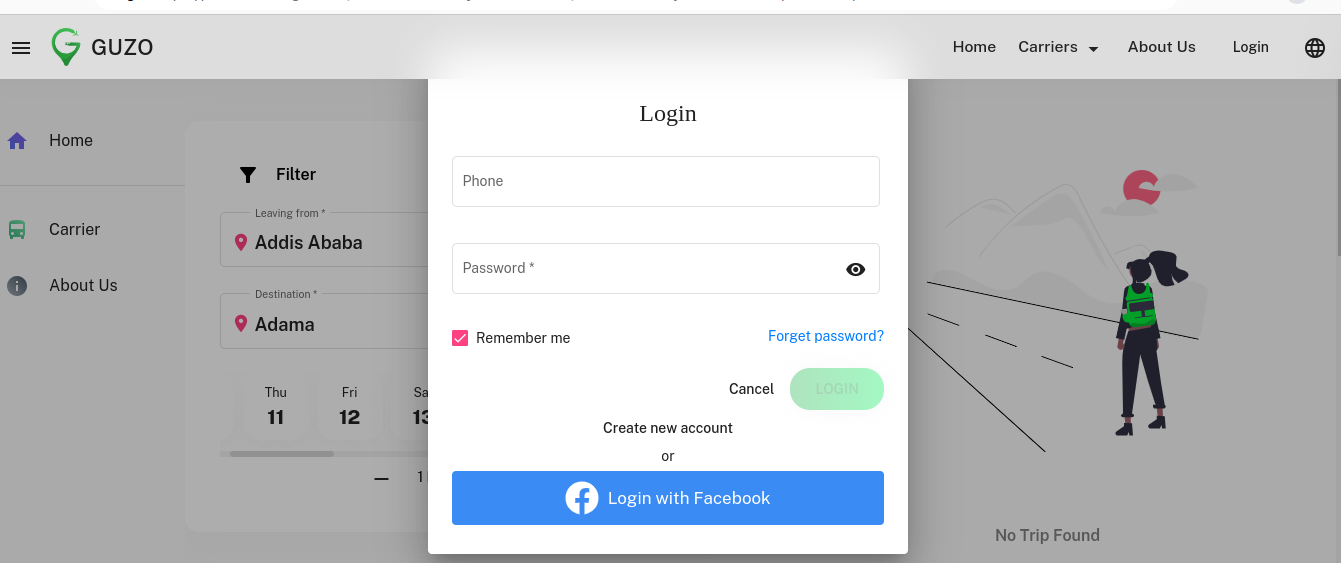 GUZO
Home Carriers About Us Login
Home
Carrier
About Us
Filter
Leaving from *
Addis Ababa
Destination *
Adama
Thu Fri Sa
11 12 13
1
Login
Phone
Password *
Remember me Forget password?
Cancel LOGIN
Create new account
or
Login with Facebook
No Trip Found